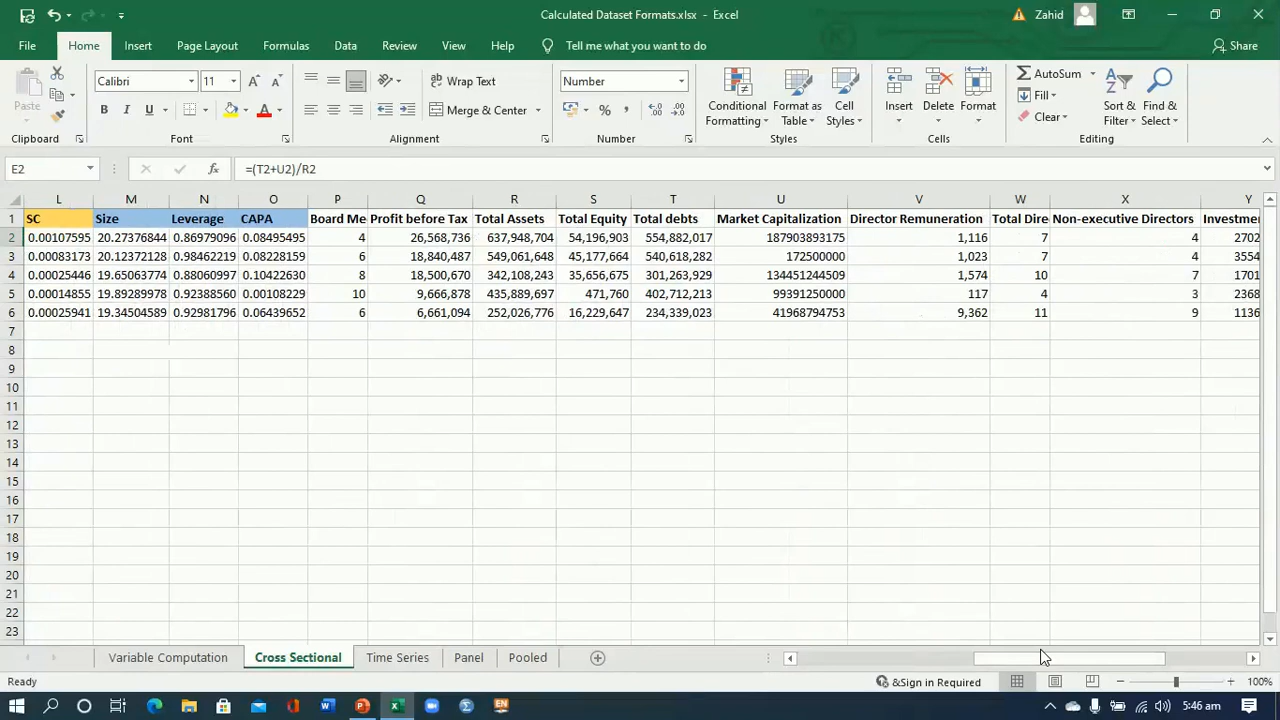 Calculated Dataset Formats.xlsx - Excel
Zahid
File Home Insert Page Layout Formulas Data Review View Help Tell me what you want to do Share
Paste
Calibri 11
B I U A
Wrap Text
Merge & Center
Number
Conditional Formatting
Format as Table
Cell Styles
Insert Delete Format
AutoSum
Fill
Clear
Sort & Filter
Find & Select
Clipboard Font Alignment Number Styles Cells Editing
E2 fx =(T2+U2)/R2
L M N O P Q R S T U V W X Y
1 SC Size Leverage CAPA Board Me Profit before Tax Total Assets Total Equity Total debts Market Capitalization Director Remuneration Total Dire Non-executive Directors Investmen
2 0.00107595 20.27376844 0.86979096 0.08495495 4 26,568,736 637,948,704 54,196,903 554,882,017 187903893175 1,116 7 4 2702
3 0.00083173 20.12372128 0.98462219 0.08228159 6 18,840,487 549,061,648 45,177,664 540,618,282 172500000 1,023 7 4 3554
4 0.00025446 19.65063774 0.88060997 0.10422630 8 18,500,670 342,108,243 35,656,675 301,263,929 134451244509 1,574 10 7 1701
5 0.00014855 19.89289978 0.92388560 0.00108229 10 9,666,878 435,889,697 471,760 402,712,213 99391250000 117 4 3 2368
6 0.00025941 19.34504589 0.92981796 0.06439652 6 6,661,094 252,026,776 16,229,647 234,339,023 41968794753 9,362 11 9 1136
7
8
9
10
11
12
13
14
15
16
17
18
19
20
21
22
23
Variable Computation Cross Sectional Time Series Panel Pooled
Ready &Sign in Required 100%
5:46 am